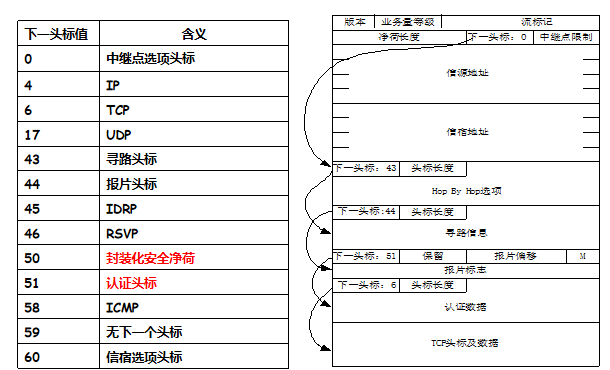 下一头标值 含义
0 中继点选项头标
4 IP
6 TCP
17 UDP
43 寻路头标
44 报片头标
45 IDRP
46 RSVP
50 封装化安全净荷
51 认证头标
58 ICMP
59 无下一个头标
60 信宿选项头标
版本 业务量等级 流标记
净荷长度 下一头标：0 中继点限制
信源地址
信宿地址
下一头标：43 头标长度
Hop By Hop选项
下一头标:44 头标长度
寻路信息
下一头标：51 保留 报片偏移 M
报片标志
下一头标：6 头标长度
认证数据
TCP头标及数据